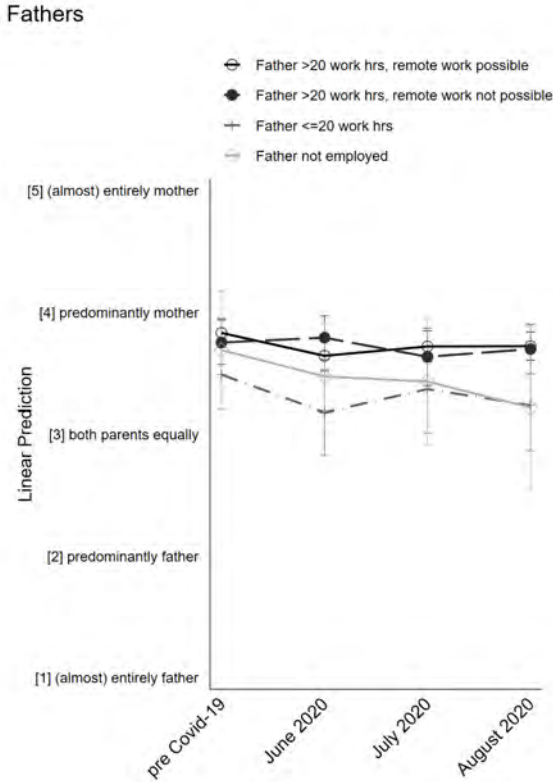 Fathers
Father >20 work hrs, remote work possible
Father >20 work hrs, remote work not possible
Father <=20 work hrs
Father not employed
[5] (almost) entirely mother
[4] predominantly mother
[3] both parents equally
[2] predominantly father
[1] (almost) entirely father
Linear Prediction
pre Covid-19
June 2020
July 2020
August 2020